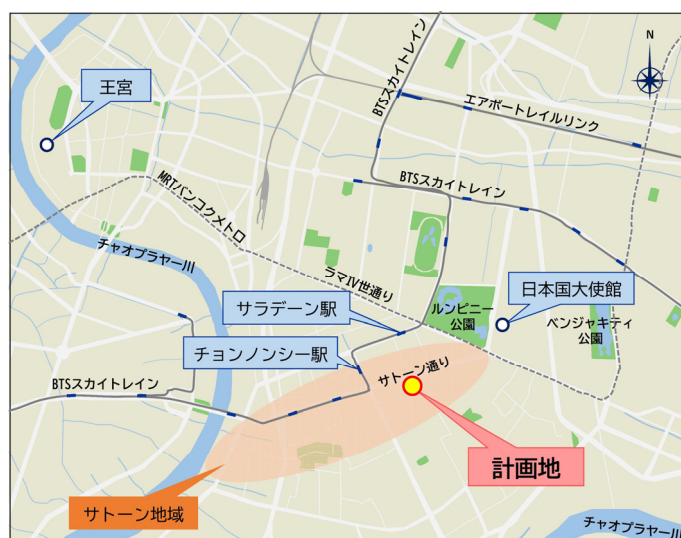 N
王宮
BTSスカイトレイン
エアポートレイルリンク
MRTバンコクメトロ
BTSスカイトレイン
チャオプラヤー川
ラマIV世通り
サラデーン駅
ルンピニー
公園
日本国大使館
ベンジャキティ
公園
チョンノンシー駅
サトーン通り
BTSスカイトレイン
計画地
サトーン地域
チャオプラヤー川